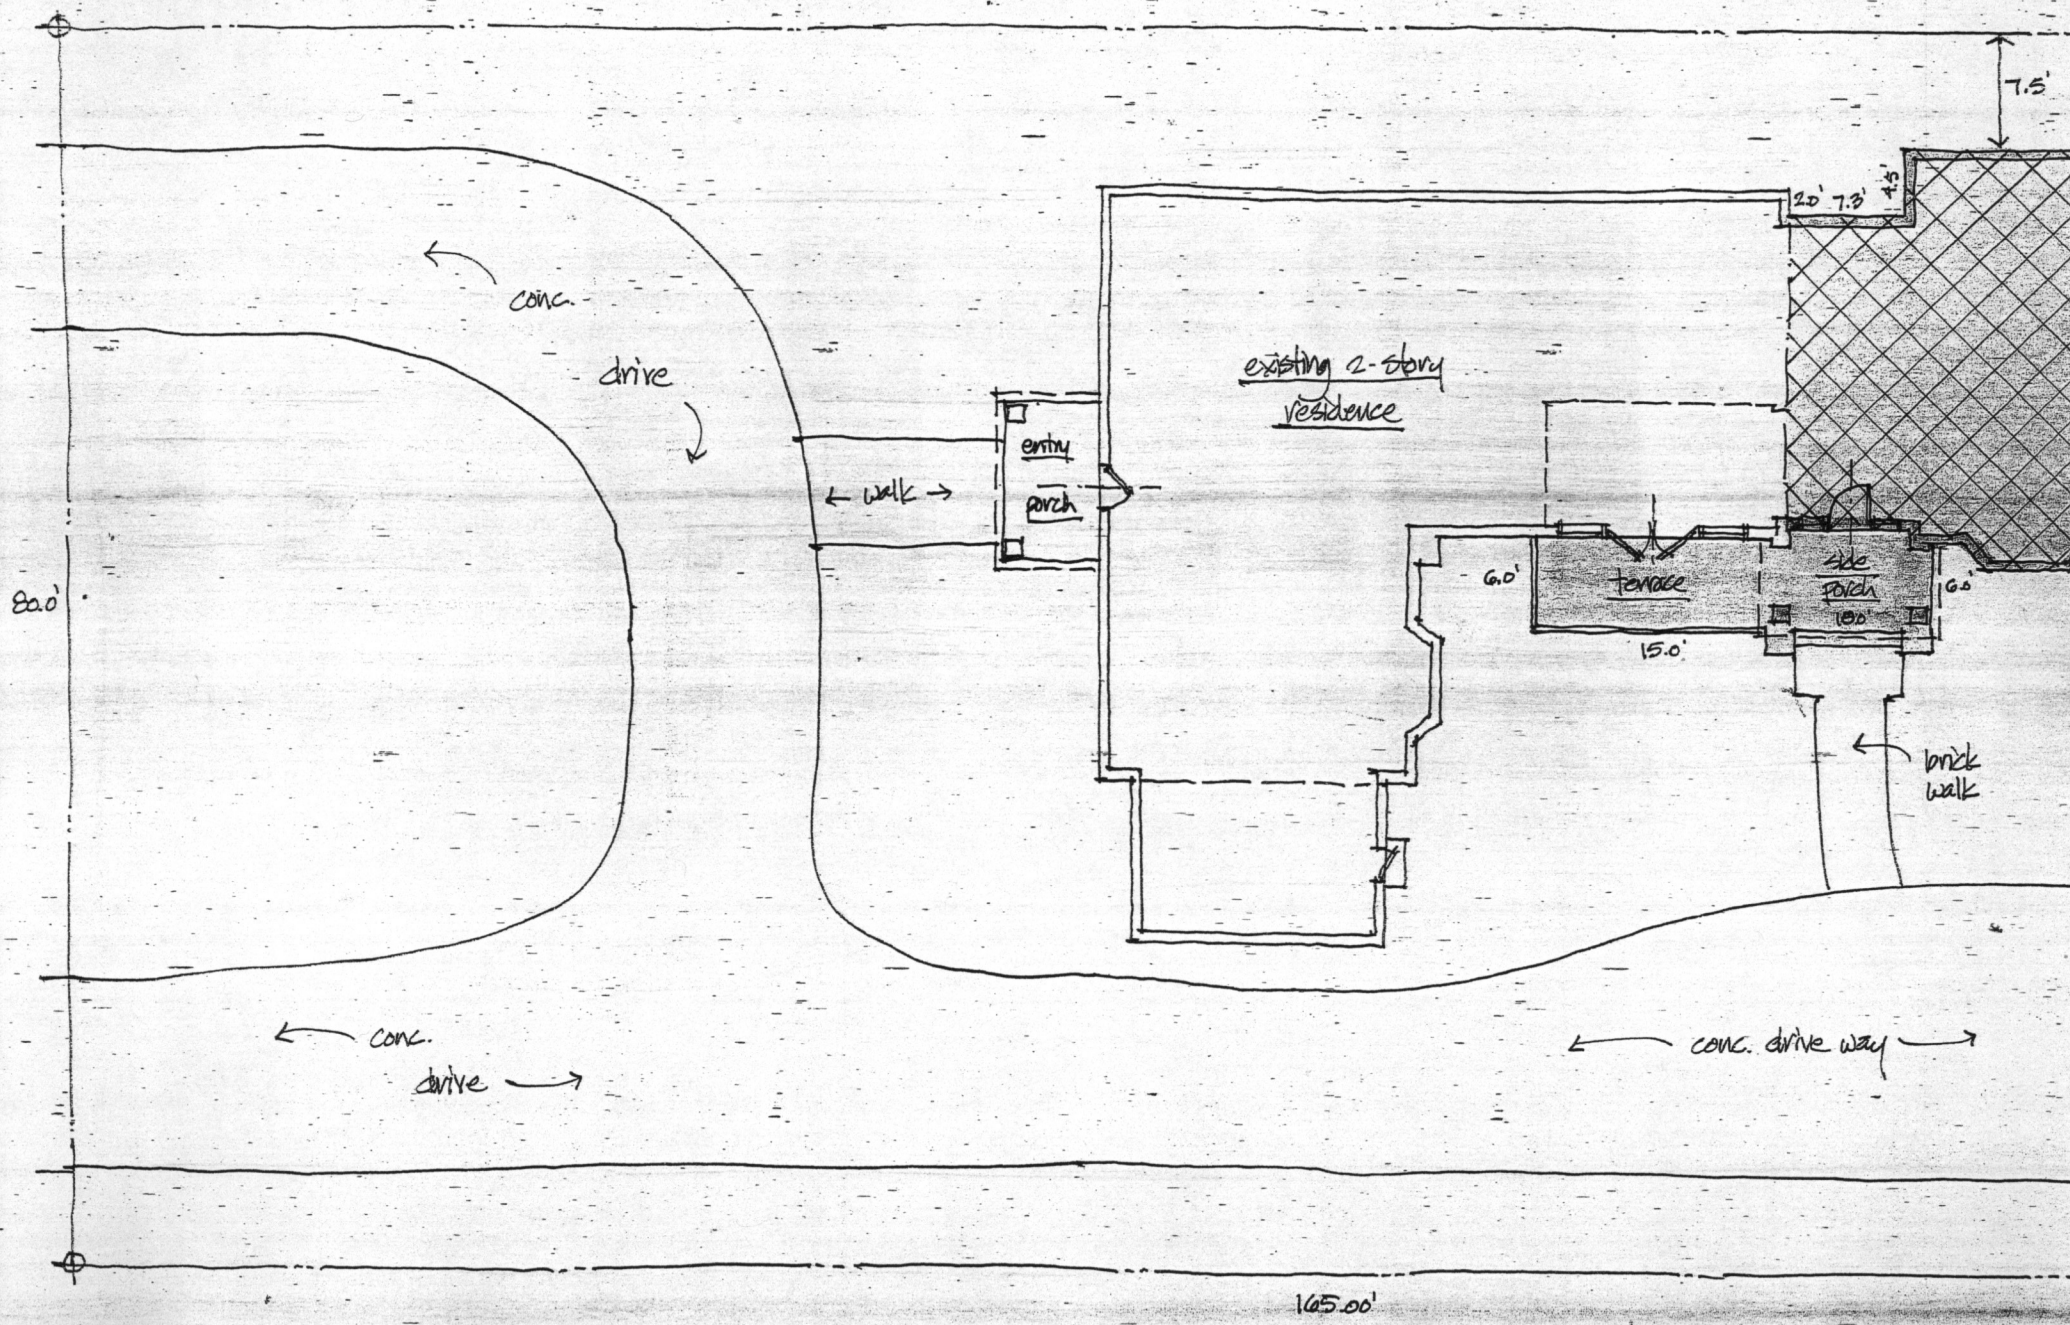 7.5'
4.5'
2.0' 7.3'
conc.
drive
existing 2-story
residence
entry
porch
← walk →
80.0'
6.0'
terrace
side
porch
10.0'
6.0'
15.0'
brick
walk
conc.
drive
conc. drive way
165.00'